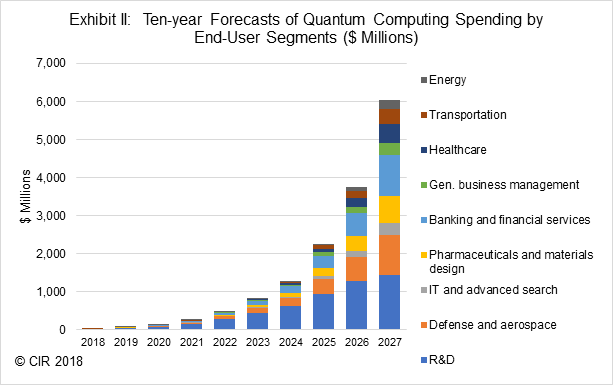 Exhibit II: Ten-year Forecasts of Quantum Computing Spending by
End-User Segments ($ Millions)
$ Millions
7,000
6,000
5,000
4,000
3,000
2,000
1,000
0
2018 2019 2020 2021 2022 2023 2024 2025 2026 2027
Energy
Transportation
Healthcare
Gen. business management
Banking and financial services
Pharmaceuticals and materials
design
IT and advanced search
Defense and aerospace
R&D
© CIR 2018